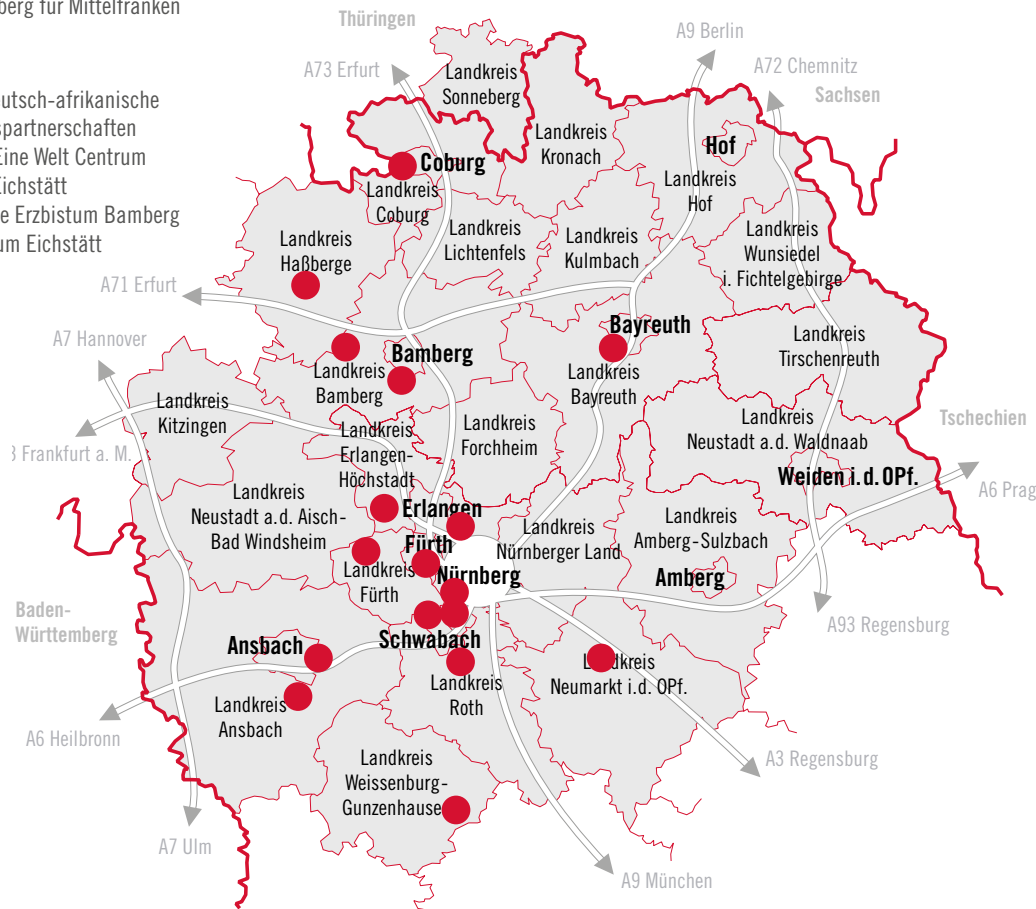 berg für Mittelfranken
utsch-afrikanische
spartnerschaften
Eine Welt Centrum
Eichstätt
e Erzbistum Bamberg
um Eichstätt
Thüringen
A9 Berlin
A73 Erfurt
A72 Chemnitz
Sachsen
Landkreis
Sonneberg
Landkreis
Kronach
Hof
Landkreis
Hof
Coburg
Landkreis
Coburg
Landkreis
Lichtenfels
Landkreis
Kulmbach
Landkreis
Wunsiedel
i. Fichtelgebirge
Landkreis
Haßberge
A71 Erfurt
A7 Hannover
Bayreuth
Landkreis
Bayreuth
Landkreis
Tirschenreuth
Bamberg
Landkreis
Bamberg
Landkreis
Kitzingen
3 Frankfurt a. M.
Landkreis
Erlangen-
Höchstadt
Landkreis
Forchheim
Landkreis
Neustadt a.d. Waldnaab
Tschechien
Weiden i.d. OPf.
A6 Prag
Landkreis
Neustadt a.d. Aisch-
Bad Windsheim
Erlangen
Landkreis
Nürnberger Land
Landkreis
Amberg-Sulzbach
Fürth
Landkreis
Fürth
Nürnberg
Amberg
Baden-
Württemberg
A93 Regensburg
Ansbach
Schwabach
Landkreis
Neumarkt i.d. OPf.
Landkreis
Roth
Landkreis
Ansbach
A6 Heilbronn
A3 Regensburg
Landkreis
Weissenburg-
Gunzenhause
A7 Ulm
A9 München